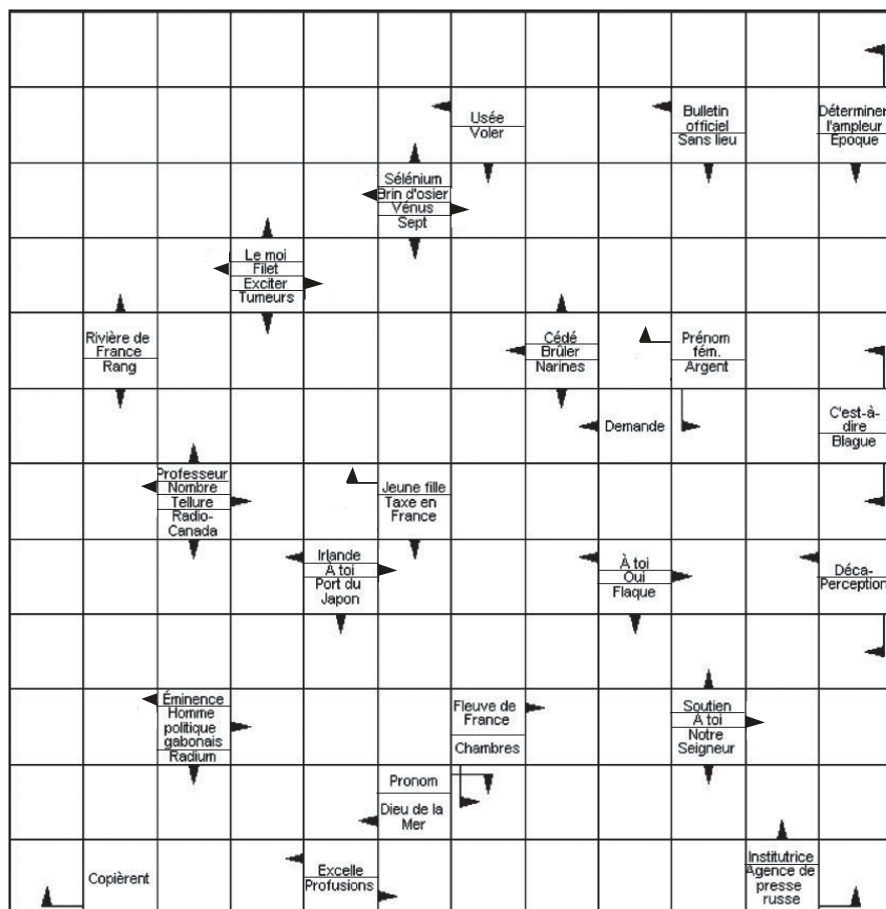 Usée
Voler
Bulletin
officiel
Sans lieu
Déterminer
l'ampleur
Époque
Sélénium
Brin d'osier
Vénus
Sept
Le moi
Filet
Exciter
Tumeurs
Rivière de
France
Rang
Cédé
Brûler
Narines
Prénom
fém.
Argent
Demande
C'est-à-
dire
Blague
Professeur
Nombre
Tellure
Radio-
Canada
Jeune fille
Taxe en
France
Irlande
À toi
Port du
Japon
À toi
Oui
Flaque
Déca-
Perception
Éminence
Homme
politique
gabonais
Radium
Fleuve de
France
Chambres
Soutien
À toi
Notre
Seigneur
Pronom
Dieu de la
Mer
Copièrent
Excelle
Profusions
Institutrice
Agence de
presse
russe